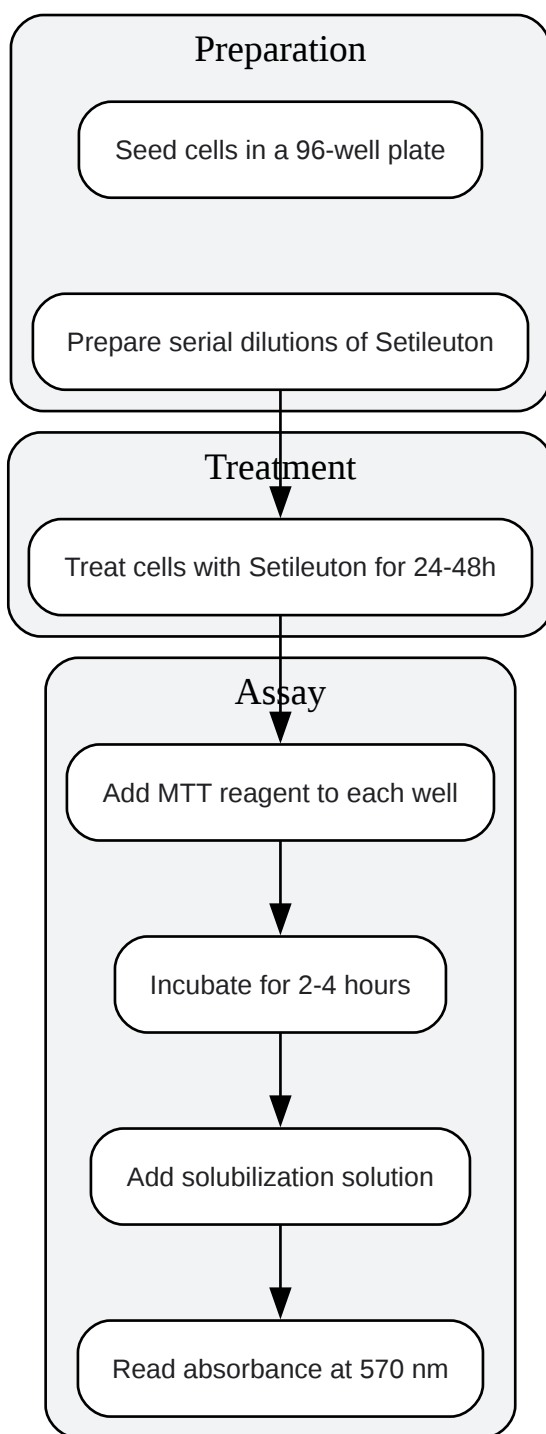 Preparation
Seed cells in a 96-well plate
Prepare serial dilutions of Setileuton
Treatment
Treat cells with Setileuton for 24-48h
Assay
Add MTT reagent to each well
Incubate for 2-4 hours
Add solubilization solution
Read absorbance at 570 nm